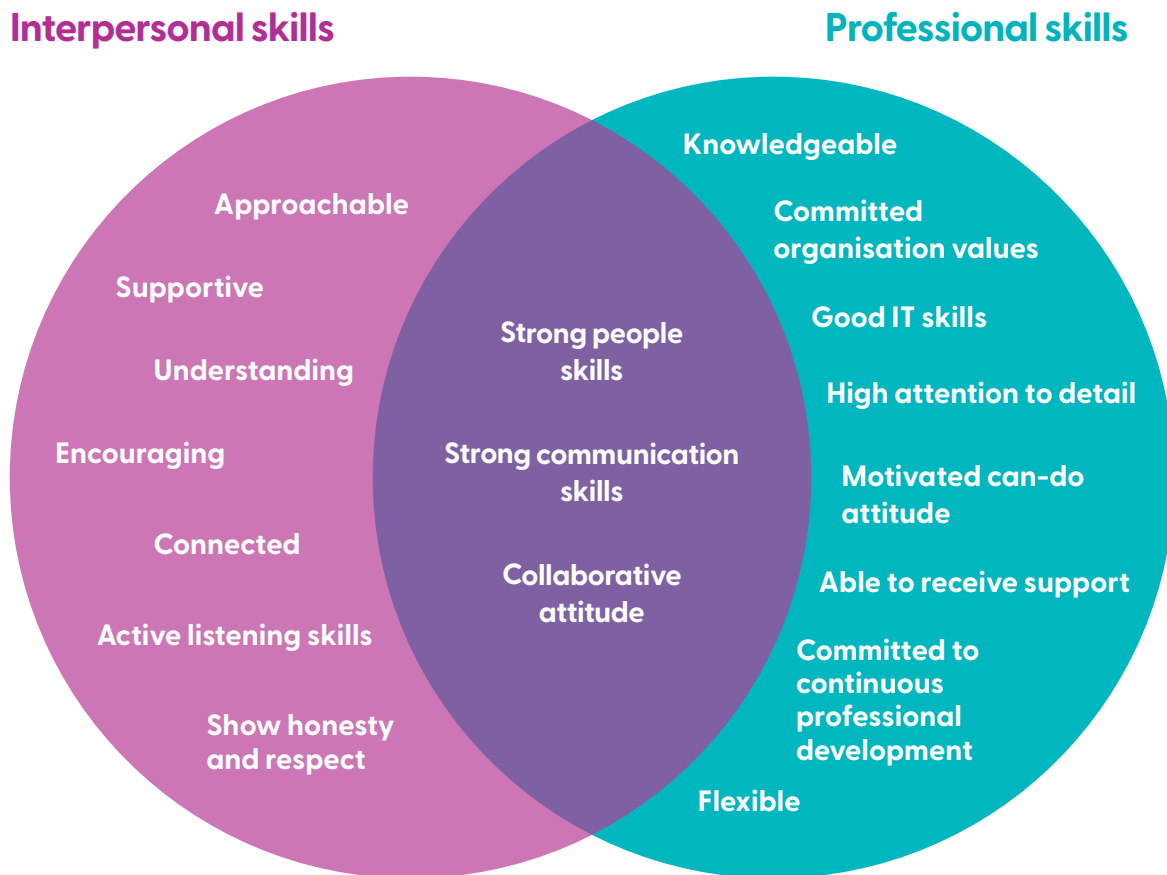 Interpersonal skills
Professional skills
Approachable
Supportive
Understanding
Encouraging
Connected
Active listening skills
Show honesty
and respect
Strong people
skills
Strong communication
skills
Collaborative
attitude
Knowledgeable
Committed
organisation values
Good IT skills
High attention to detail
Motivated can-do
attitude
Able to receive support
Committed to
continuous
professional
development
Flexible